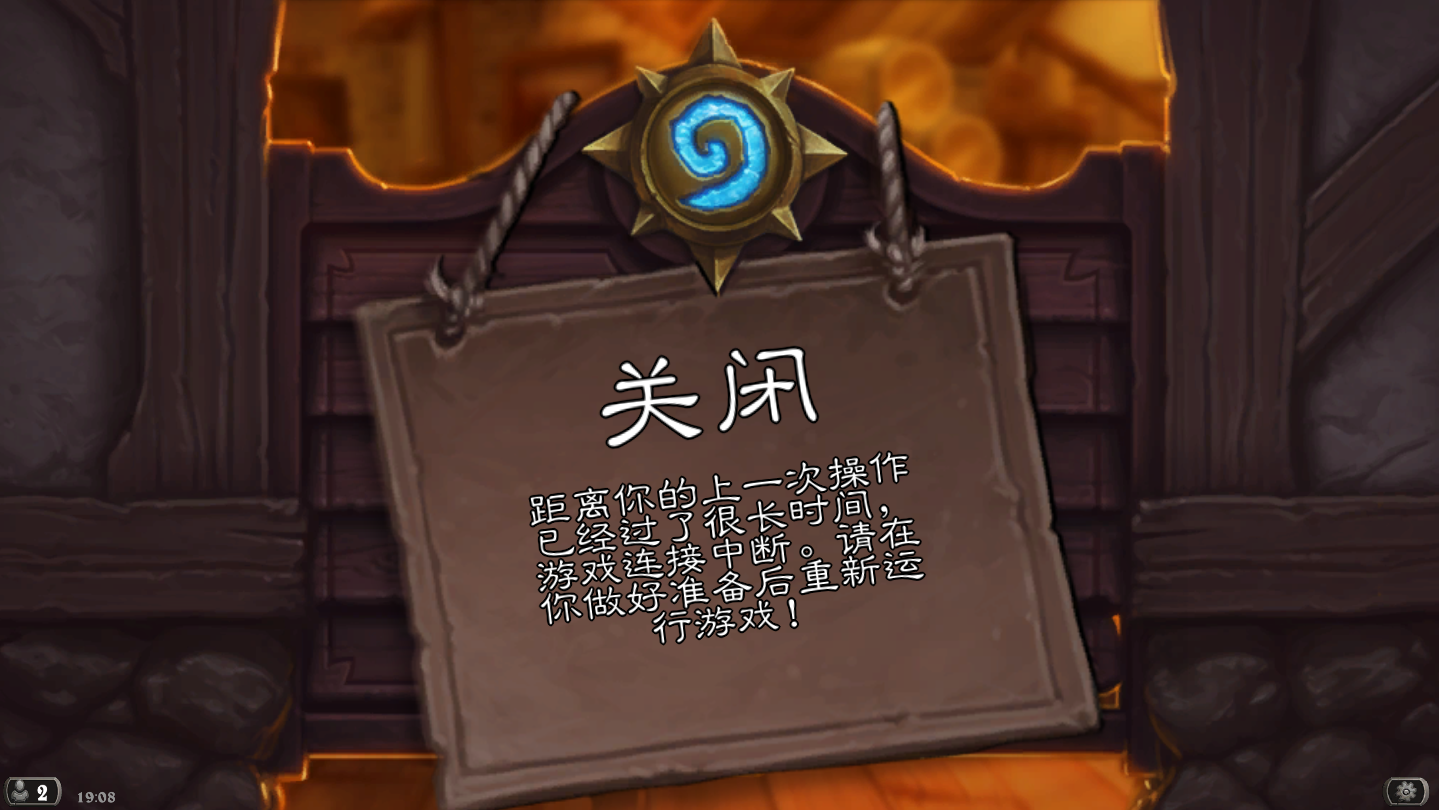 关闭
距离你的上一次操作
已经过了很长时间，
游戏连接中断。请在
你做好准备后重新运
行游戏！
2
19:08